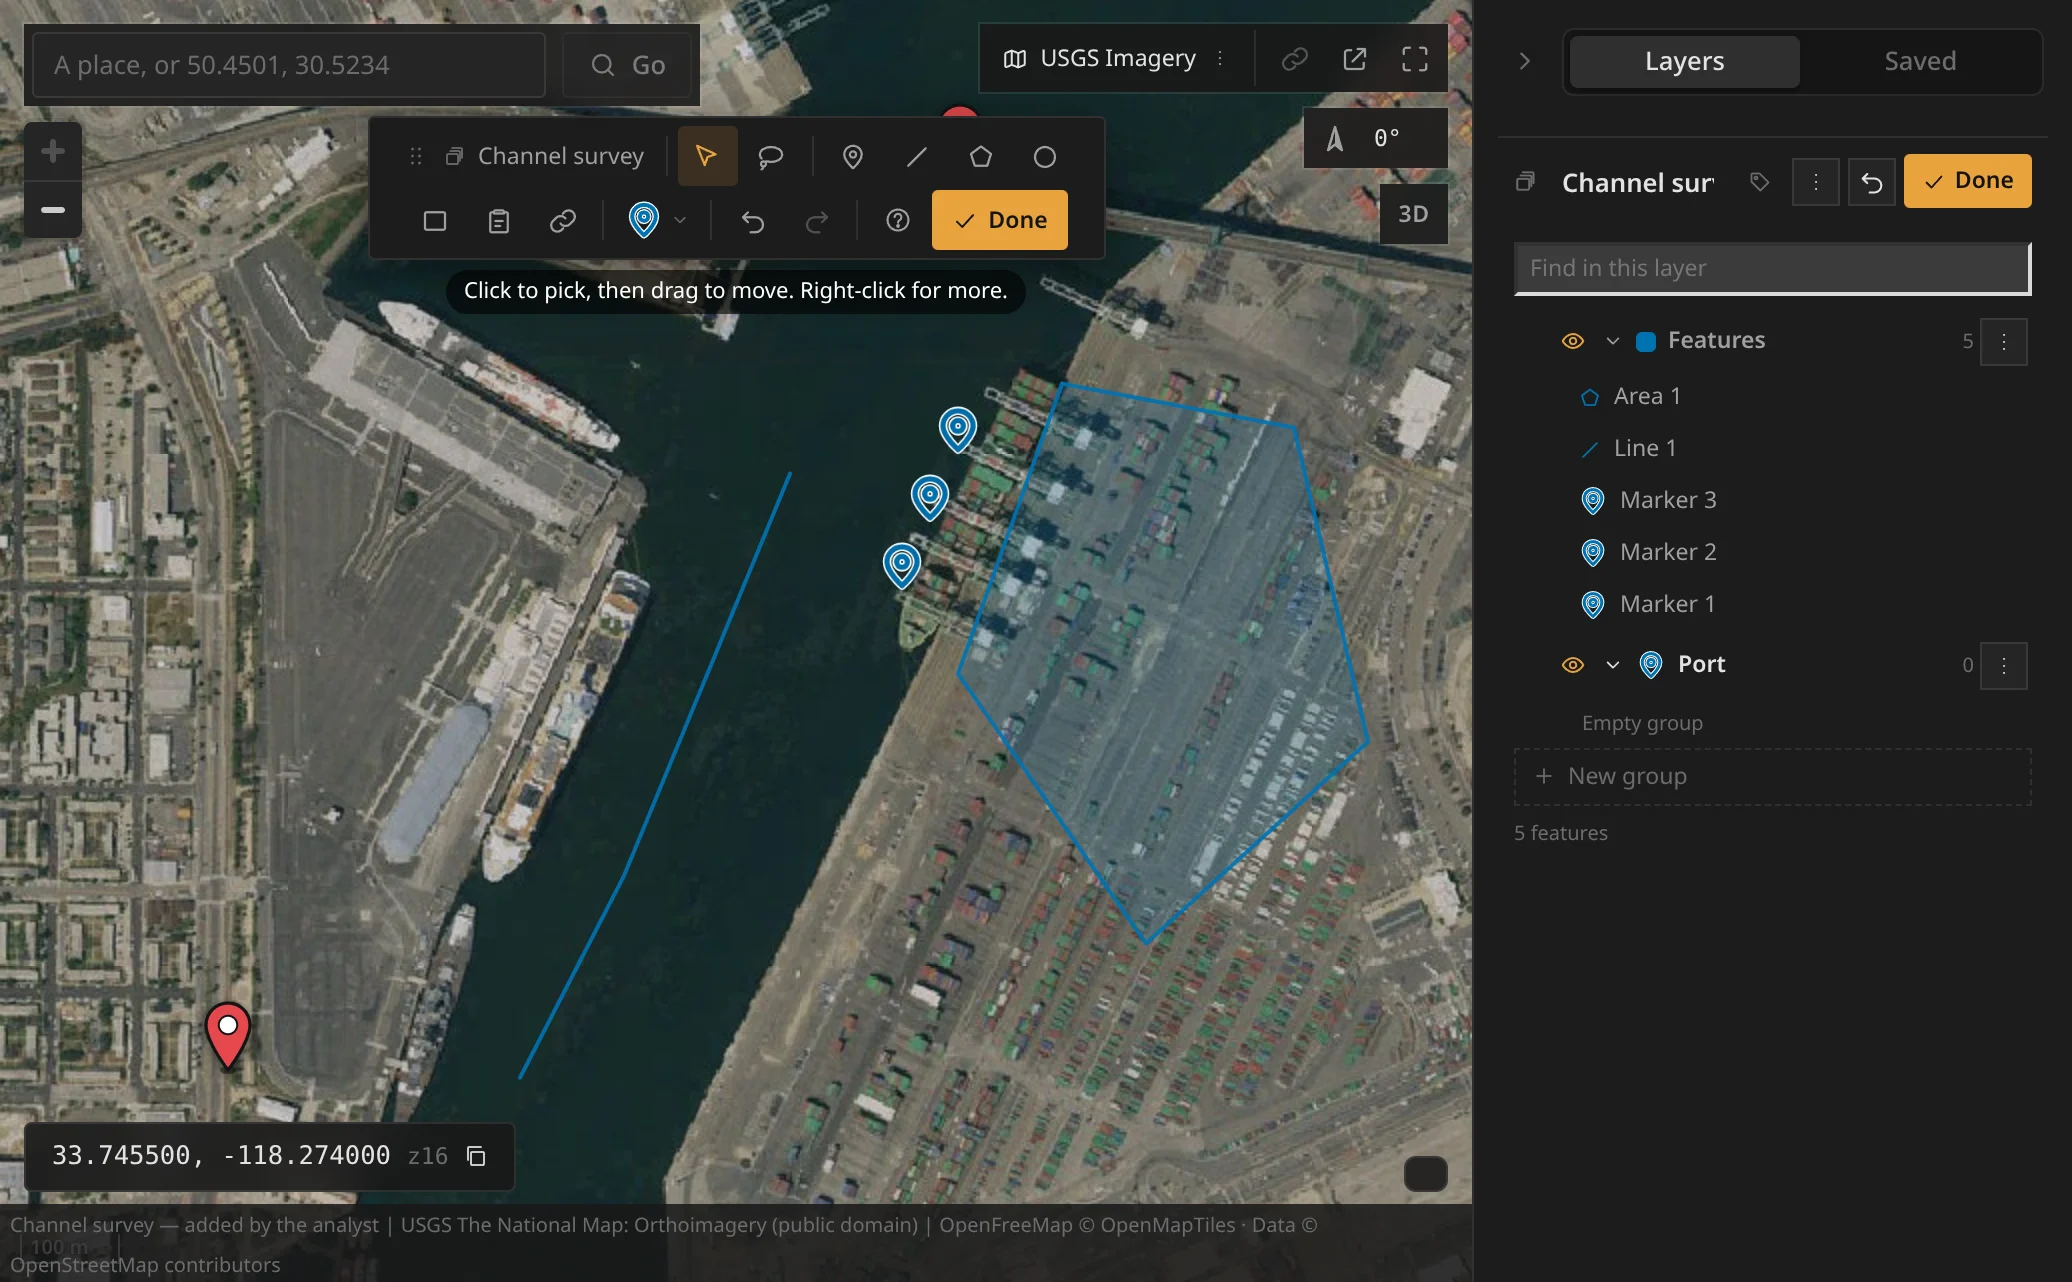 A place, or 50.4501, 30.5234
Go
USGS Imagery
Layers
Saved
0°
3D
Channel survey
Done
Click to pick, then drag to move. Right-click for more.
Channel sur
Done
Find in this layer
Features
5
Area 1
Line 1
Marker 3
Marker 2
Marker 1
Port
0
Empty group
New group
5 features
33.745500, -118.274000 z16
Channel survey — added by the analyst | USGS The National Map: Orthoimagery (public domain) | OpenFreeMap © OpenMapTiles · Data ©
100 m
OpenStreetMap contributors